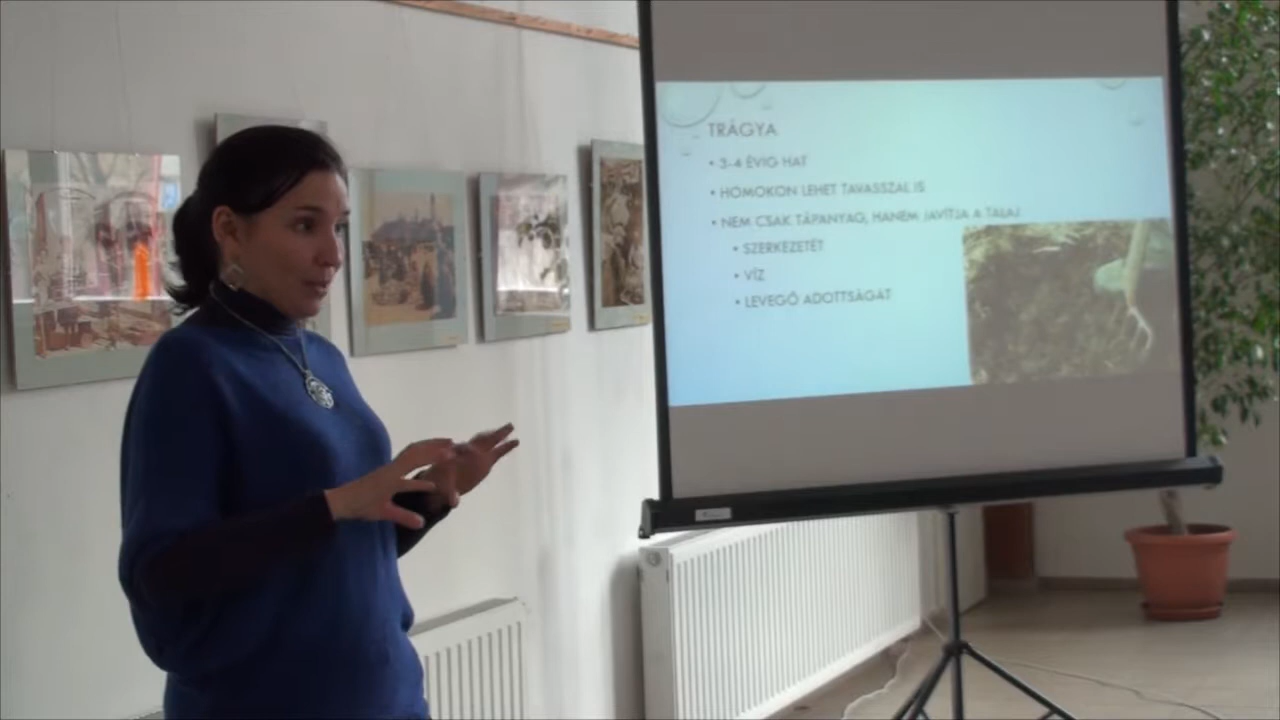 TRÁGYA
• 3-4 ÉVIG HAT
• HOMOKON LEHET TAVASSZAL IS
• NEM CSAK TÁPANYAG, HANEM JAVÍTJA A TALAJ
• SZERKEZETÉT
• VÍZ
• LEVEGŐ ADOTTSÁGÁT